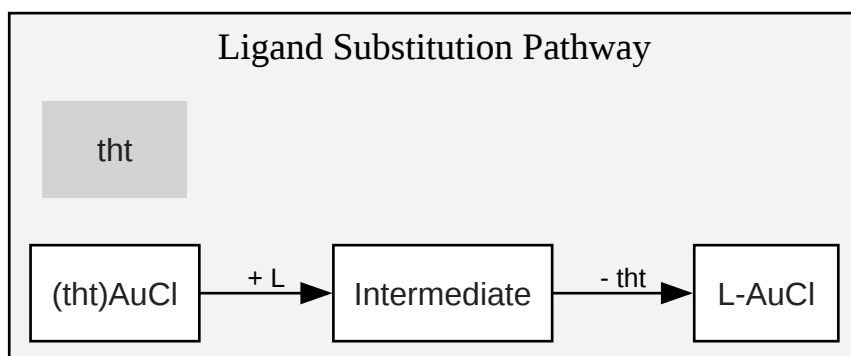 Ligand Substitution Pathway
tht
(tht)AuCl
+ L
Intermediate
- tht
L-AuCl